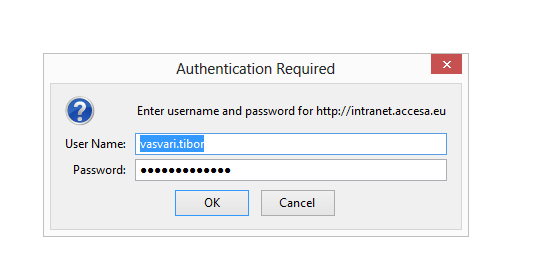 Authentication Required
Enter username and password for http://intranet.accesa.eu
User Name: vasvari.tibor
Password: •••••••••••••
OK Cancel